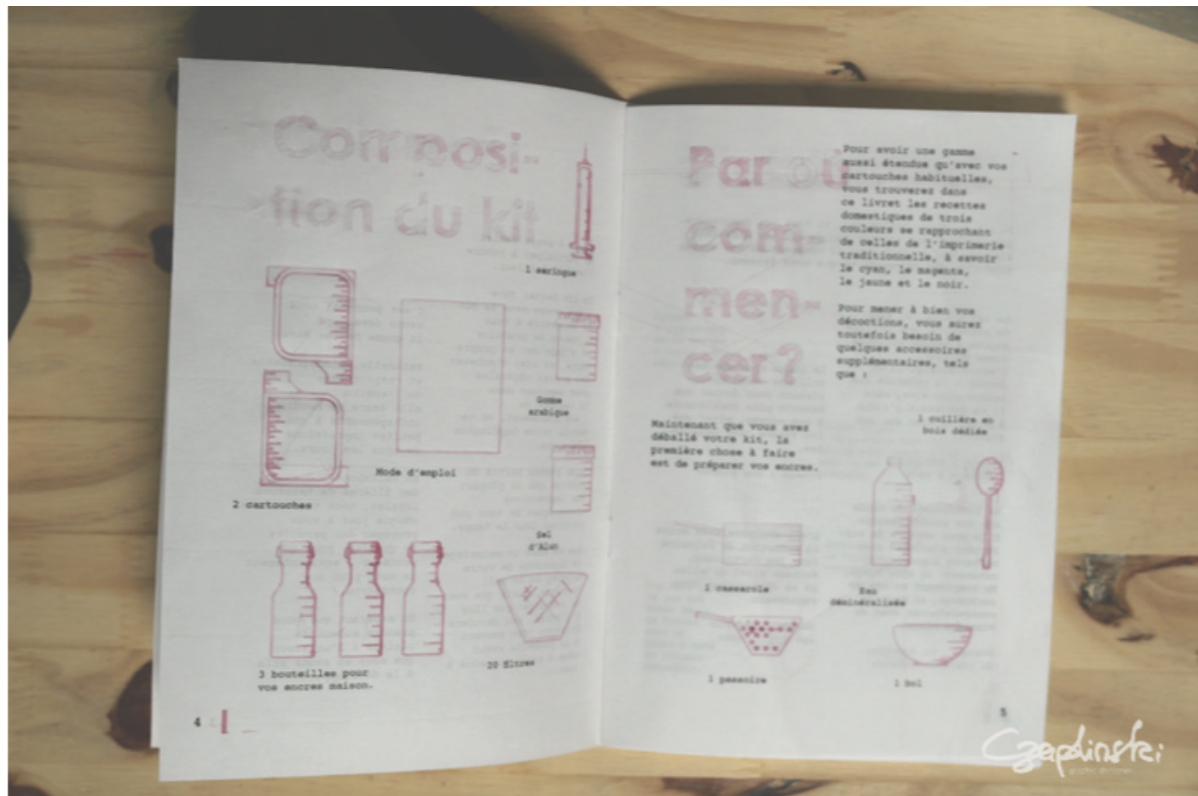 Composi-
tion du kit
1 seringue
Gomme
arabique
Mode d'emploi
2 cartouches
Sel
d'Alun
3 bouteilles pour
vos encres maison.
20 filtres
4
Par où
com-
men-
cer?
Pour avoir une gamme
aussi étendue qu'avec vos
cartouches habituelles,
vous trouverez dans
ce livret les recettes
domestiques de trois
couleurs se rapprochant
de celles de l'imprimerie
traditionnelle, à savoir
le cyan, le magenta,
le jaune et le noir.
Pour mener à bien vos
décoctions, vous aurez
toutefois besoin de
quelques accessoires
supplémentaires, tels
que :
Maintenant que vous avez
déballé votre kit, la
première chose à faire
est de préparer vos encres.
1 cuillère en
bois dédiée
1 casserole
Eau
déminéralisée
1 passoire
1 bol
5
Czaplinski